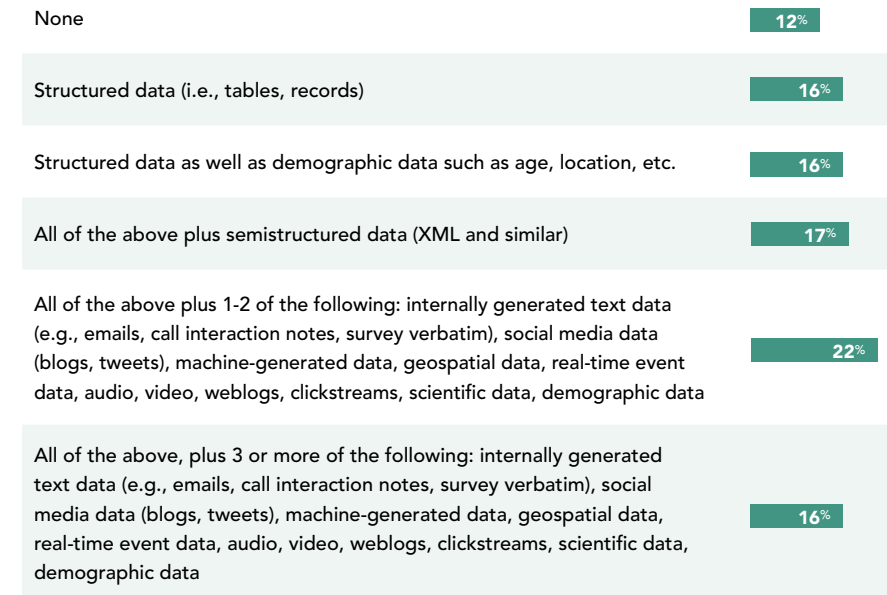 None 12%
Structured data (i.e., tables, records) 16%
Structured data as well as demographic data such as age, location, etc. 16%
All of the above plus semistructured data (XML and similar) 17%
All of the above plus 1-2 of the following: internally generated text data
(e.g., emails, call interaction notes, survey verbatim), social media data
(blogs, tweets), machine-generated data, geospatial data, real-time event
data, audio, video, weblogs, clickstreams, scientific data, demographic data
22%
All of the above, plus 3 or more of the following: internally generated
text data (e.g., emails, call interaction notes, survey verbatim), social
media data (blogs, tweets), machine-generated data, geospatial data,
real-time event data, audio, video, weblogs, clickstreams, scientific data,
demographic data
16%